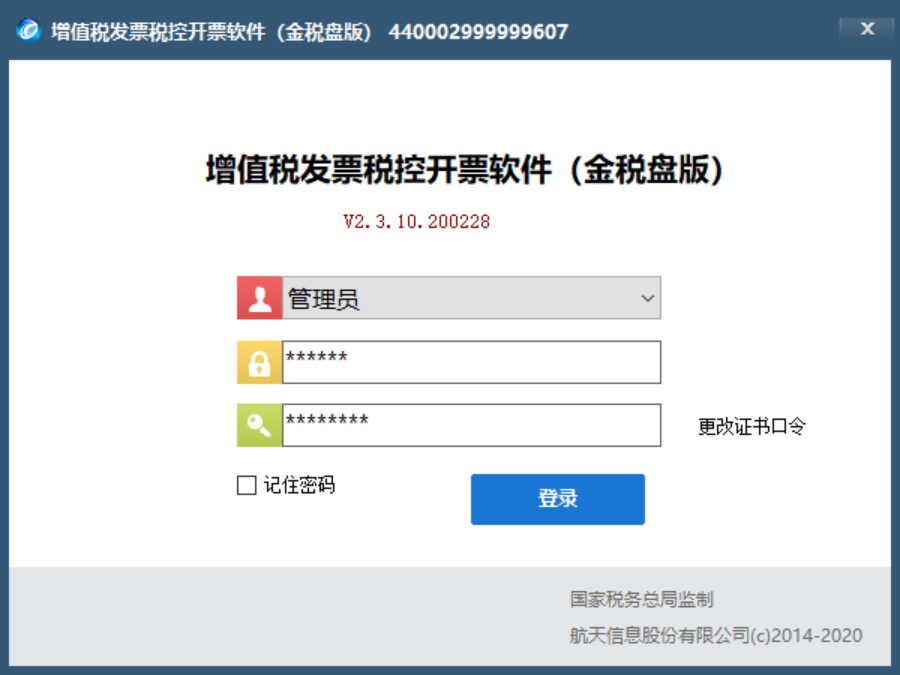 增值税发票税控开票软件（金税盘版） 440002999999607
X
增值税发票税控开票软件（金税盘版）
V2.3.10.200228
管理员
******
********
更改证书口令
记住密码
登录
国家税务总局监制
航天信息股份有限公司(c)2014-2020